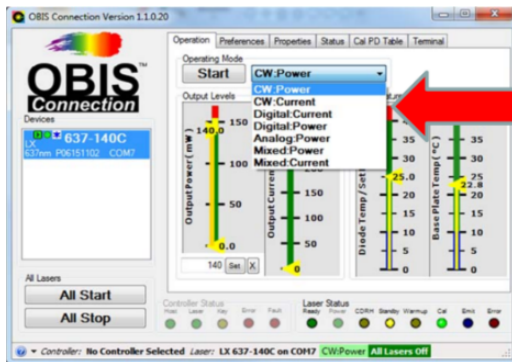 OBIS Connection Version 1.1.0.20
Operation Preferences Properties Status Cal PD Table Terminal
Operating Mode
Start CW:Power
CW:Power
CW:Current
Digital:Current
Digital:Power
Analog:Power
Mixed:Power
Mixed:Current
OBIS™
Connection
Devices
LX 637-140C
637nm P06151102 COM7
Output Levels
Output Power (mW)
150
140.0
100
50
0.0
140 Set X
150
100
50
0
Diode Temp/Set
25.0
20
15
10
5
0
Base Plate Temp (°C)
35
30
25
22.8
20
15
10
5
0
All Lasers
All Start
All Stop
Controller Status
Laser Key Error Fault
Laser Status
Ready Power CDRH Standby Warmup Cal Emit Error
Controller: No Controller Selected Laser: LX 637-140C on COM7 CW:Power All Lasers Off